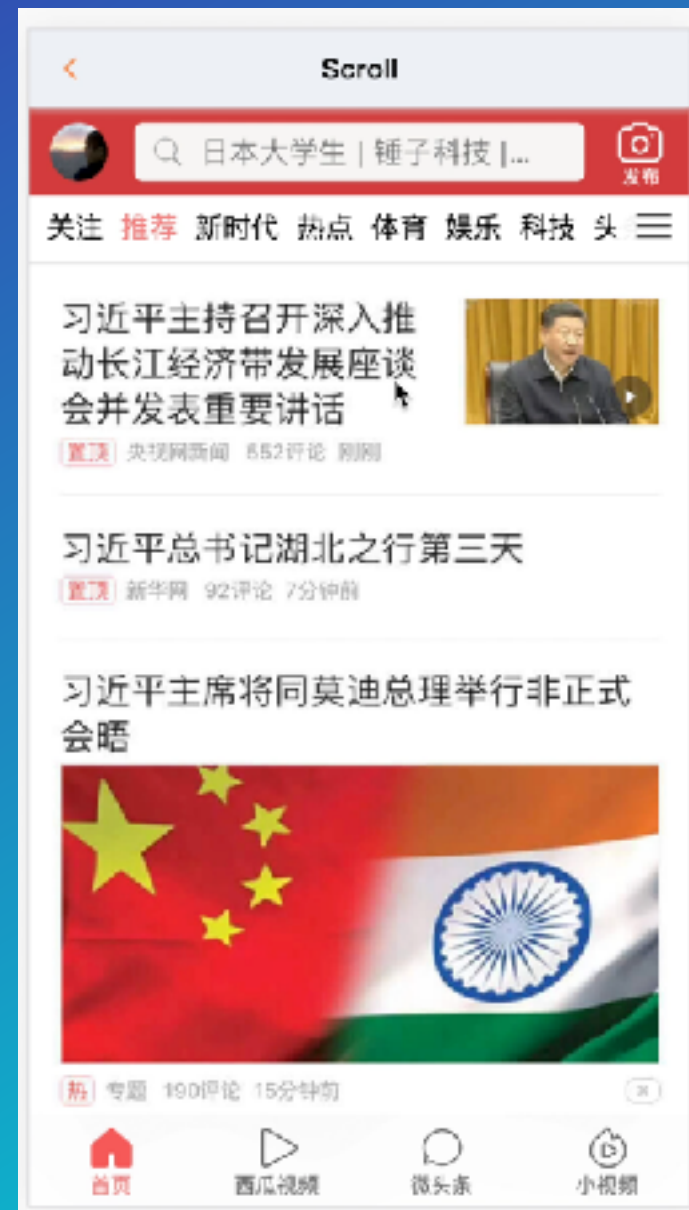 Scroll
日本大学生 | 锤子科技 |...
发布
关注 推荐 新时代 热点 体育 娱乐 科技 头
习近平主持召开深入推
动长江经济带发展座谈
会并发表重要讲话
置顶 央视网新闻 552评论 刚刚
习近平总书记湖北之行第三天
置顶 新华网 92评论 7分钟前
习近平主席将同莫迪总理举行非正式
会晤
热 专题 190评论 15分钟前
首页 西瓜视频 微头条 小视频